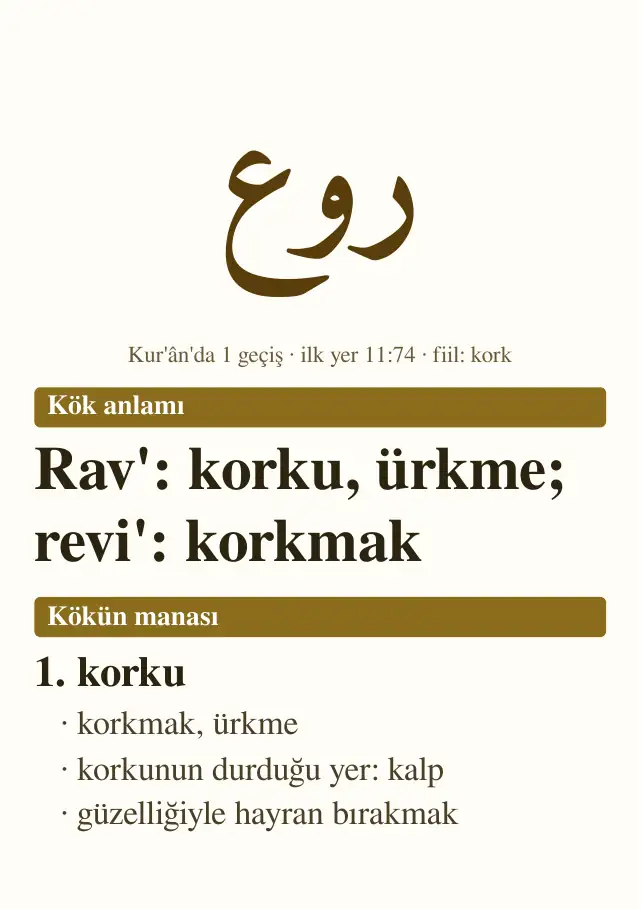 روع
Kur'ân'da 1 geçiş · ilk yer 11:74 · fiil: kork
Kök anlamı
Rav': korku, ürkme;
revi': korkmak
Kökün manası
1. korku
· korkmak, ürkme
· korkunun durduğu yer: kalp
· güzelliğiyle hayran bırakmak